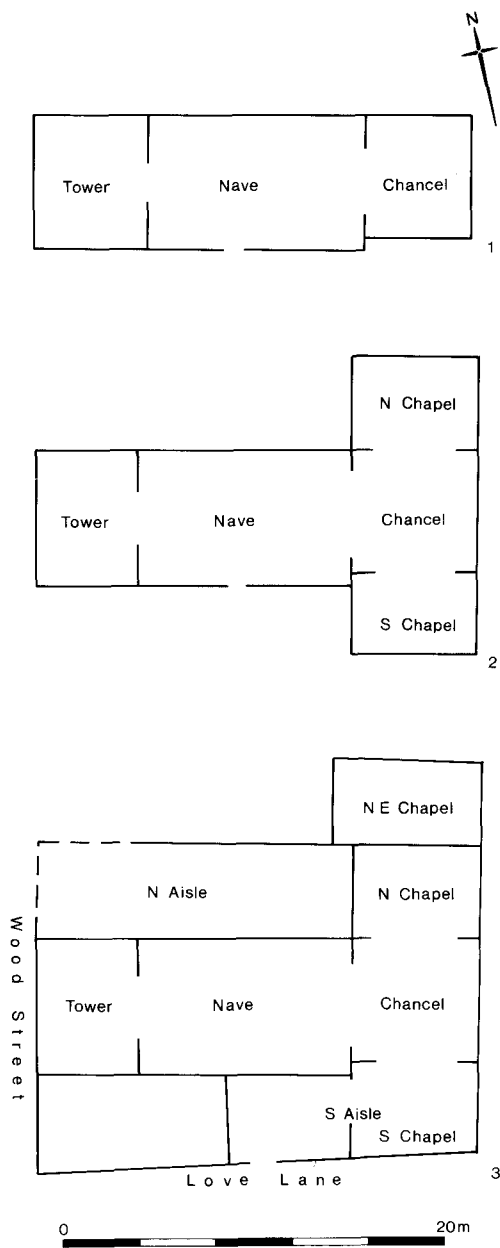 N
Tower Nave Chancel
1
N Chapel
Tower Nave Chancel
S Chapel
2
NE Chapel
N Aisle N Chapel
Wood Street
Tower Nave Chancel
S Aisle
S Chapel
3
Love Lane
0 20m